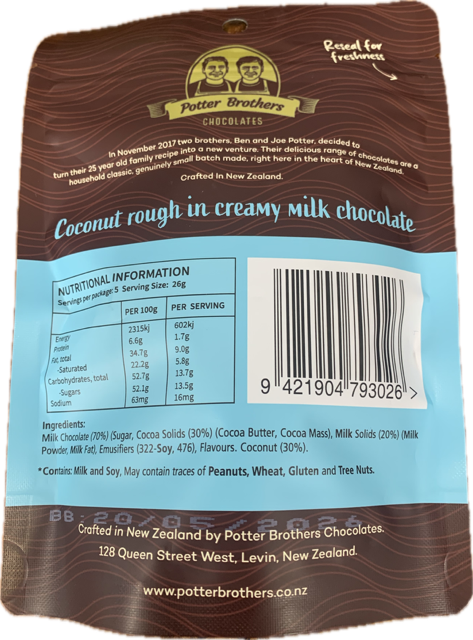 Reseal for
freshness
Potter Brothers
CHOCOLATES
In November 2017 two brothers, Ben and Joe Potter, decided to
turn their 25 year old family recipe into a new venture. Their delicious range of chocolates are a
household classic, genuinely small batch made, right here in the heart of New Zealand.
Crafted In New Zealand.
Coconut rough in creamy milk chocolate
NUTRITIONAL INFORMATION
Servings per package: 5 Serving Size: 26g
PER 100g PER SERVING
Energy 2315kj 602kj
Protein 6.6g 1.7g
Fat, total 34.7g 9.0g
-Saturated 22.2g 5.8g
Carbohydrates, total 52.7g 13.7g
-Sugars 52.1g 13.5g
Sodium 63mg 16mg
9 421904 793026 >
Ingredients:
Milk Chocolate (70%) (Sugar, Cocoa Solids (30%) (Cocoa Butter, Cocoa Mass), Milk Solids (20%) (Milk
Powder, Milk Fat), Emusifiers (322-Soy, 476), Flavours. Coconut (30%).
*Contains: Milk and Soy, May contain traces of Peanuts, Wheat, Gluten and Tree Nuts.
BB: 20/05 2026
Crafted in New Zealand by Potter Brothers Chocolates.
128 Queen Street West, Levin, New Zealand.
www.potterbrothers.co.nz